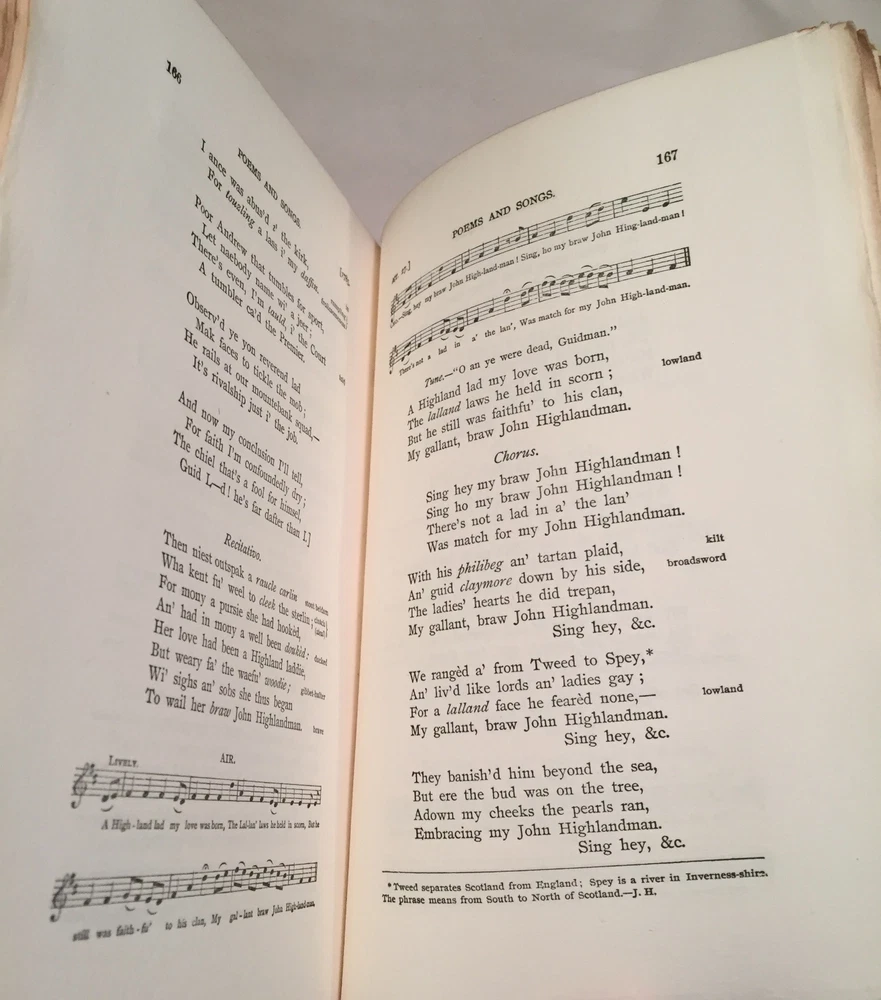 166
POEMS AND SONGS.
[1785.
I ance was abus'd i' the kirk,
For touzling a lass i' my daffin.
Poor Andrew that tumbles for sport,
Let naebody name wi' a jeer;
There's even, I'm tauld i' the Court
A tumbler ca'd the Premier.
Observ'd ye yon reverend lad
Mak faces to tickle the mob;
He rails at our mountebank squad,—
It's rivalship just i' the job.
And now my conclusion I'll tell,
For faith I'm confoundedly dry;
The chiel that's a fool for himsel,
Guid L—d! he's far dafter than I.]
Recitativo.
Then niest outspak a raucle carlin
Wha kent fu' weel to cleek the sterlin;
For mony a pursie she had hookèd,
An' had in mony a well been doukèd; ducked
Her love had been a Highland laddie,
But weary fa' the waefu' woodie; gibbet-halter
Wi' sighs an' sobs she thus began
To wail her braw John Highlandman. brave
LIVELY. AIR.
A High-land lad my love was born, The Lal-lan' laws he held in scorn, But he
still was faith-fu' to his clan, My gal-lant braw John High-land-man.
167
POEMS AND SONGS.
ÆT. 27.]
Sing, hey my braw John High-land-man! Sing, ho my braw John Hing-land-man!
There's not a lad in a' the lan', Was match for my John High-land-man.
Tune.—"O an ye were dead, Guidman."
A Highland lad my love was born,
The lalland laws he held in scorn; lowland
But he still was faithfu' to his clan,
My gallant, braw John Highlandman.
Chorus.
Sing hey my braw John Highlandman!
Sing ho my braw John Highlandman!
There's not a lad in a' the lan'
Was match for my John Highlandman.
With his philibeg an' tartan plaid, kilt
An' guid claymore down by his side, broadsword
The ladies' hearts he did trepan,
My gallant, braw John Highlandman.
Sing hey, &c.
We rangèd a' from Tweed to Spey,*
An' liv'd like lords an' ladies gay;
For a lalland face he fearèd none,— lowland
My gallant, braw John Highlandman.
Sing hey, &c.
They banish'd him beyond the sea,
But ere the bud was on the tree,
Adown my cheeks the pearls ran,
Embracing my John Highlandman.
Sing hey, &c.
*Tweed separates Scotland from England; Spey is a river in Inverness-shire.
The phrase means from South to North of Scotland.—J. H.